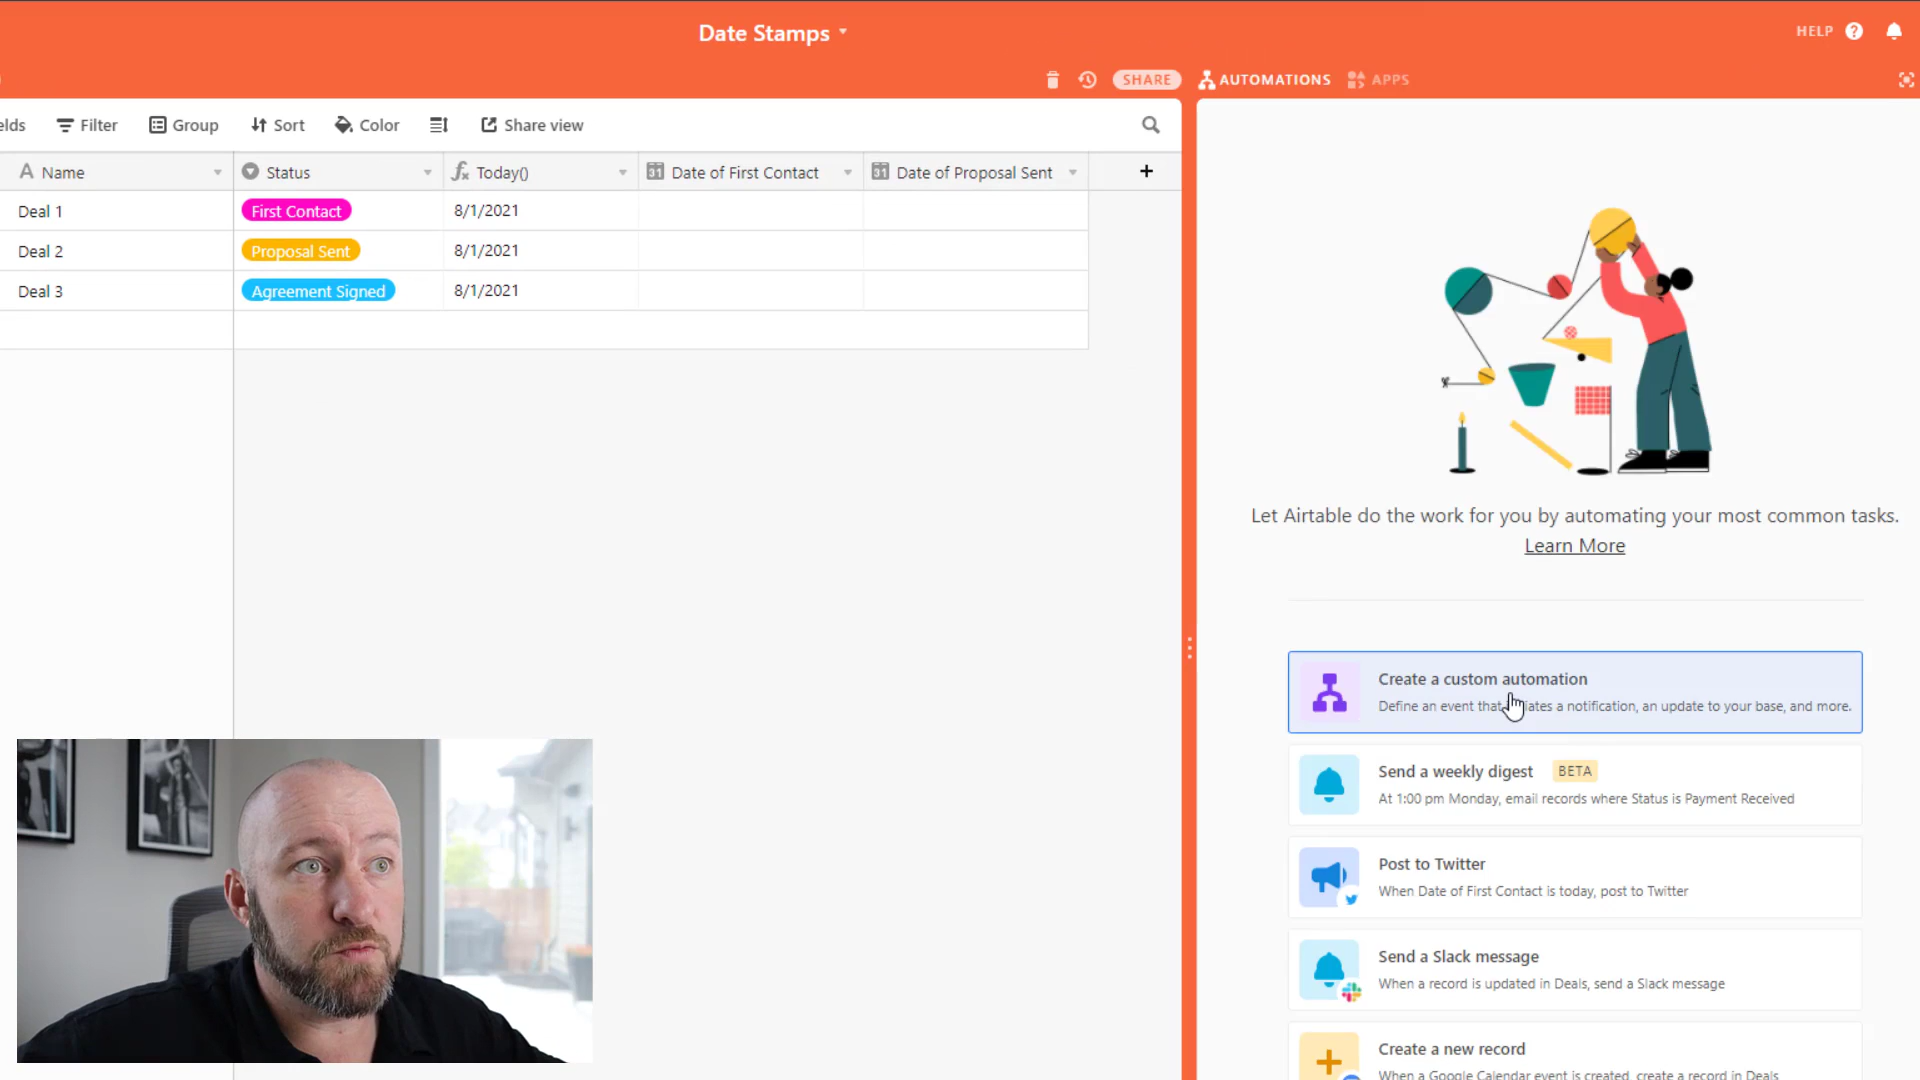 Date Stamps
HELP
SHARE
AUTOMATIONS
APPS
elds
Filter
Group
Sort
Color
Share view
Name
Status
Today()
Date of First Contact
Date of Proposal Sent
Deal 1
First Contact
8/1/2021
Deal 2
Proposal Sent
8/1/2021
Deal 3
Agreement Signed
8/1/2021
Let Airtable do the work for you by automating your most common tasks.
Learn More
Create a custom automation
Define an event that iates a notification, an update to your base, and more.
Send a weekly digest BETA
At 1:00 pm Monday, email records where Status is Payment Received
Post to Twitter
When Date of First Contact is today, post to Twitter
Send a Slack message
When a record is updated in Deals, send a Slack message
Create a new record
When a Google Calendar event is created, create a record in Deals